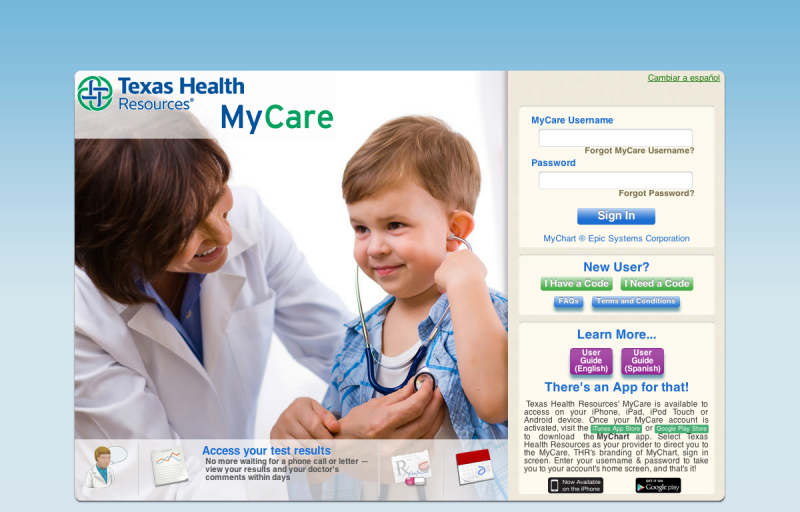 Cambiar a español
Texas Health
Resources®
MyCare
MyCare Username
Forgot MyCare Username?
Password
Forgot Password?
Sign In
MyChart ® Epic Systems Corporation
New User?
I Have a Code I Need a Code
FAQs Terms and Conditions
Learn More...
User
Guide
(English)
User
Guide
(Spanish)
There's an App for that!
Texas Health Resources' MyCare is available to
access on your iPhone, iPad, iPod Touch or
Android device. Once your MyCare account is
activated, visit the iTunes App Store or Google Play Store
to download the MyChart app. Select Texas
Health Resources as your provider to direct you to
the MyCare, THR's branding of MyChart, sign in
screen. Enter your username & password to take
you to your account's home screen, and that's it!
Now Available
on the iPhone
GET IT ON
Google play
Access your test results
No more waiting for a phone call or letter —
view your results and your doctor's
comments within days